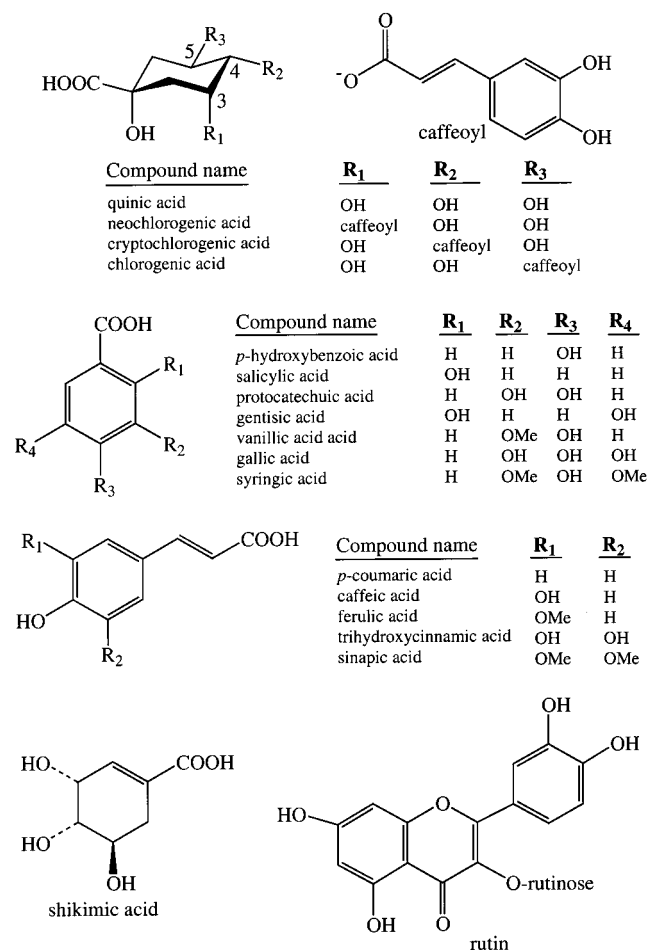 R3
5
4
HOOC
R2
3
OH
R1
O
-O
OH
OH
caffeoyl
Compound name R1 R2 R3
quinic acid OH OH OH
neochlorogenic acid caffeoyl OH OH
cryptochlorogenic acid OH caffeoyl OH
chlorogenic acid OH OH caffeoyl
COOH
R1
R2
R3
R4
Compound name R1 R2 R3 R4
p-hydroxybenzoic acid H H OH H
salicylic acid OH H H H
protocatechuic acid H OH OH H
gentisic acid OH H H OH
vanillic acid acid H OMe OH H
gallic acid H OH OH OH
syringic acid H OMe OH OMe
R1
COOH
HO
R2
Compound name R1 R2
p-coumaric acid H H
caffeic acid OH H
ferulic acid OMe H
trihydroxycinnamic acid OH OH
sinapic acid OMe OMe
HO
COOH
HO
OH
shikimic acid
OH
OH
HO
O
O-rutinose
OH
O
rutin